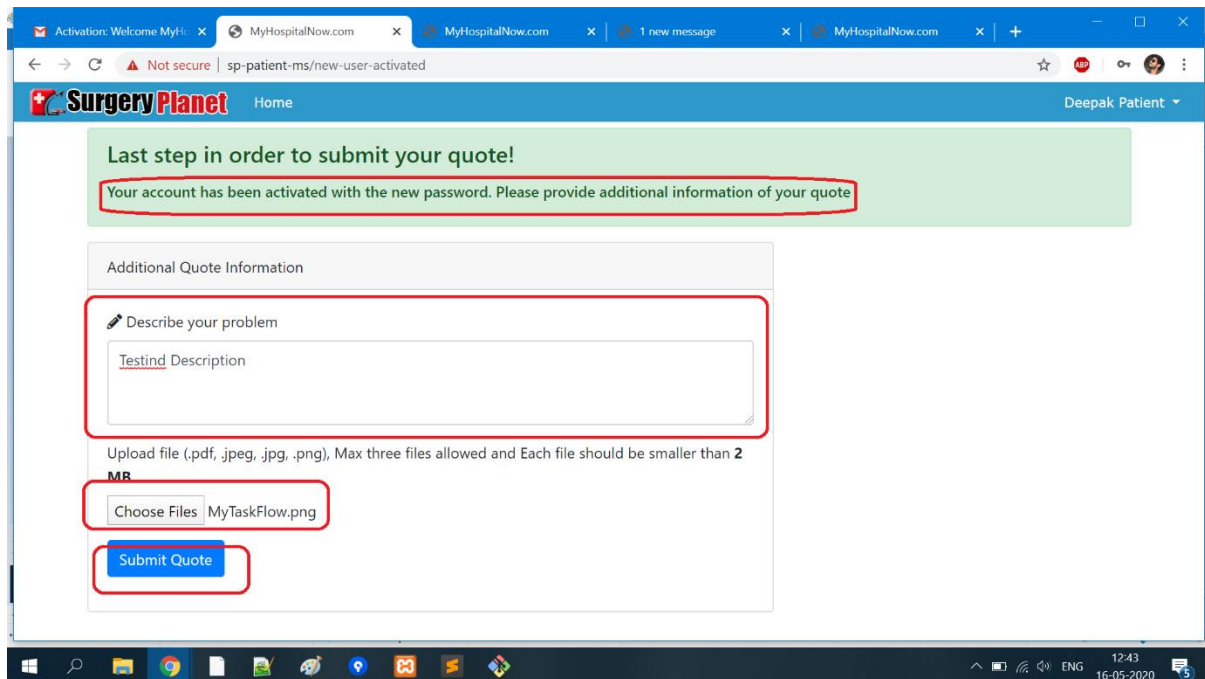 Activation: Welcome MyHo
MyHospitalNow.com
MyHospitalNow.com
1 new message
MyHospitalNow.com
Not secure | sp-patient-ms/new-user-activated
ABP
Surgery Planet
Home
Deepak Patient
Last step in order to submit your quote!
Your account has been activated with the new password. Please provide additional information of your quote
Additional Quote Information
Describe your problem
Testind Description
Upload file (.pdf, .jpeg, .jpg, .png), Max three files allowed and Each file should be smaller than 2
MB
Choose Files MyTaskFlow.png
Submit Quote
ENG
12:43
16-05-2020
5